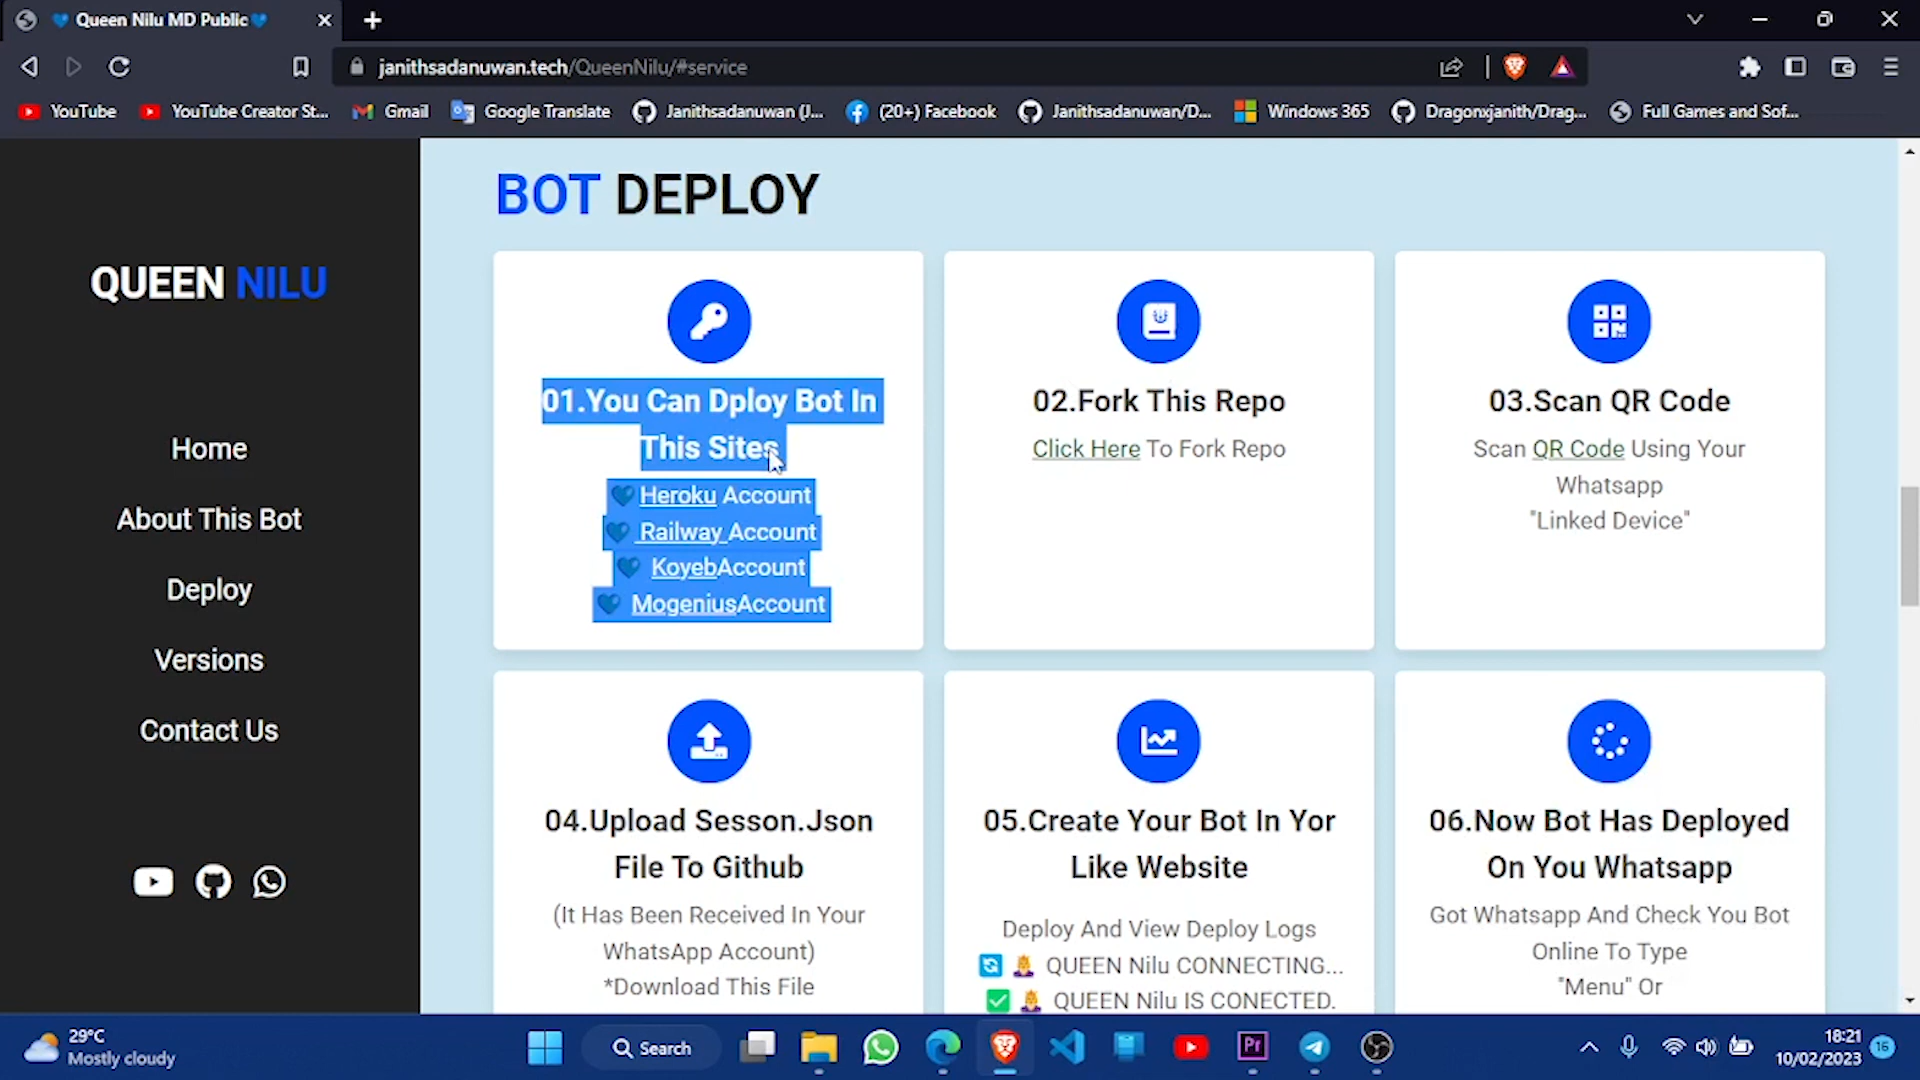 Queen Nilu MD Public
janithsadanuwan.tech/QueenNilu/#service
YouTube
YouTube Creator St...
Gmail
Google Translate
Janithsadanuwan (J...
(20+) Facebook
Janithsadanuwan/D...
Windows 365
Dragonxjanith/Drag...
Full Games and Sof...
QUEEN NILU
Home
About This Bot
Deploy
Versions
Contact Us
BOT DEPLOY
01.You Can Dploy Bot In
This Sites
Heroku Account
Railway Account
KoyebAccount
MogeniusAccount
02.Fork This Repo
Click Here To Fork Repo
03.Scan QR Code
Scan QR Code Using Your
Whatsapp
"Linked Device"
04.Upload Sesson.Json
File To Github
(It Has Been Received In Your
WhatsApp Account)
*Download This File
05.Create Your Bot In Yor
Like Website
Deploy And View Deploy Logs
QUEEN Nilu CONNECTING...
QUEEN Nilu IS CONECTED.
06.Now Bot Has Deployed
On You Whatsapp
Got Whatsapp And Check You Bot
Online To Type
"Menu" Or
29°C
Mostly cloudy
Search
Pr
18:21
10/02/2023
16